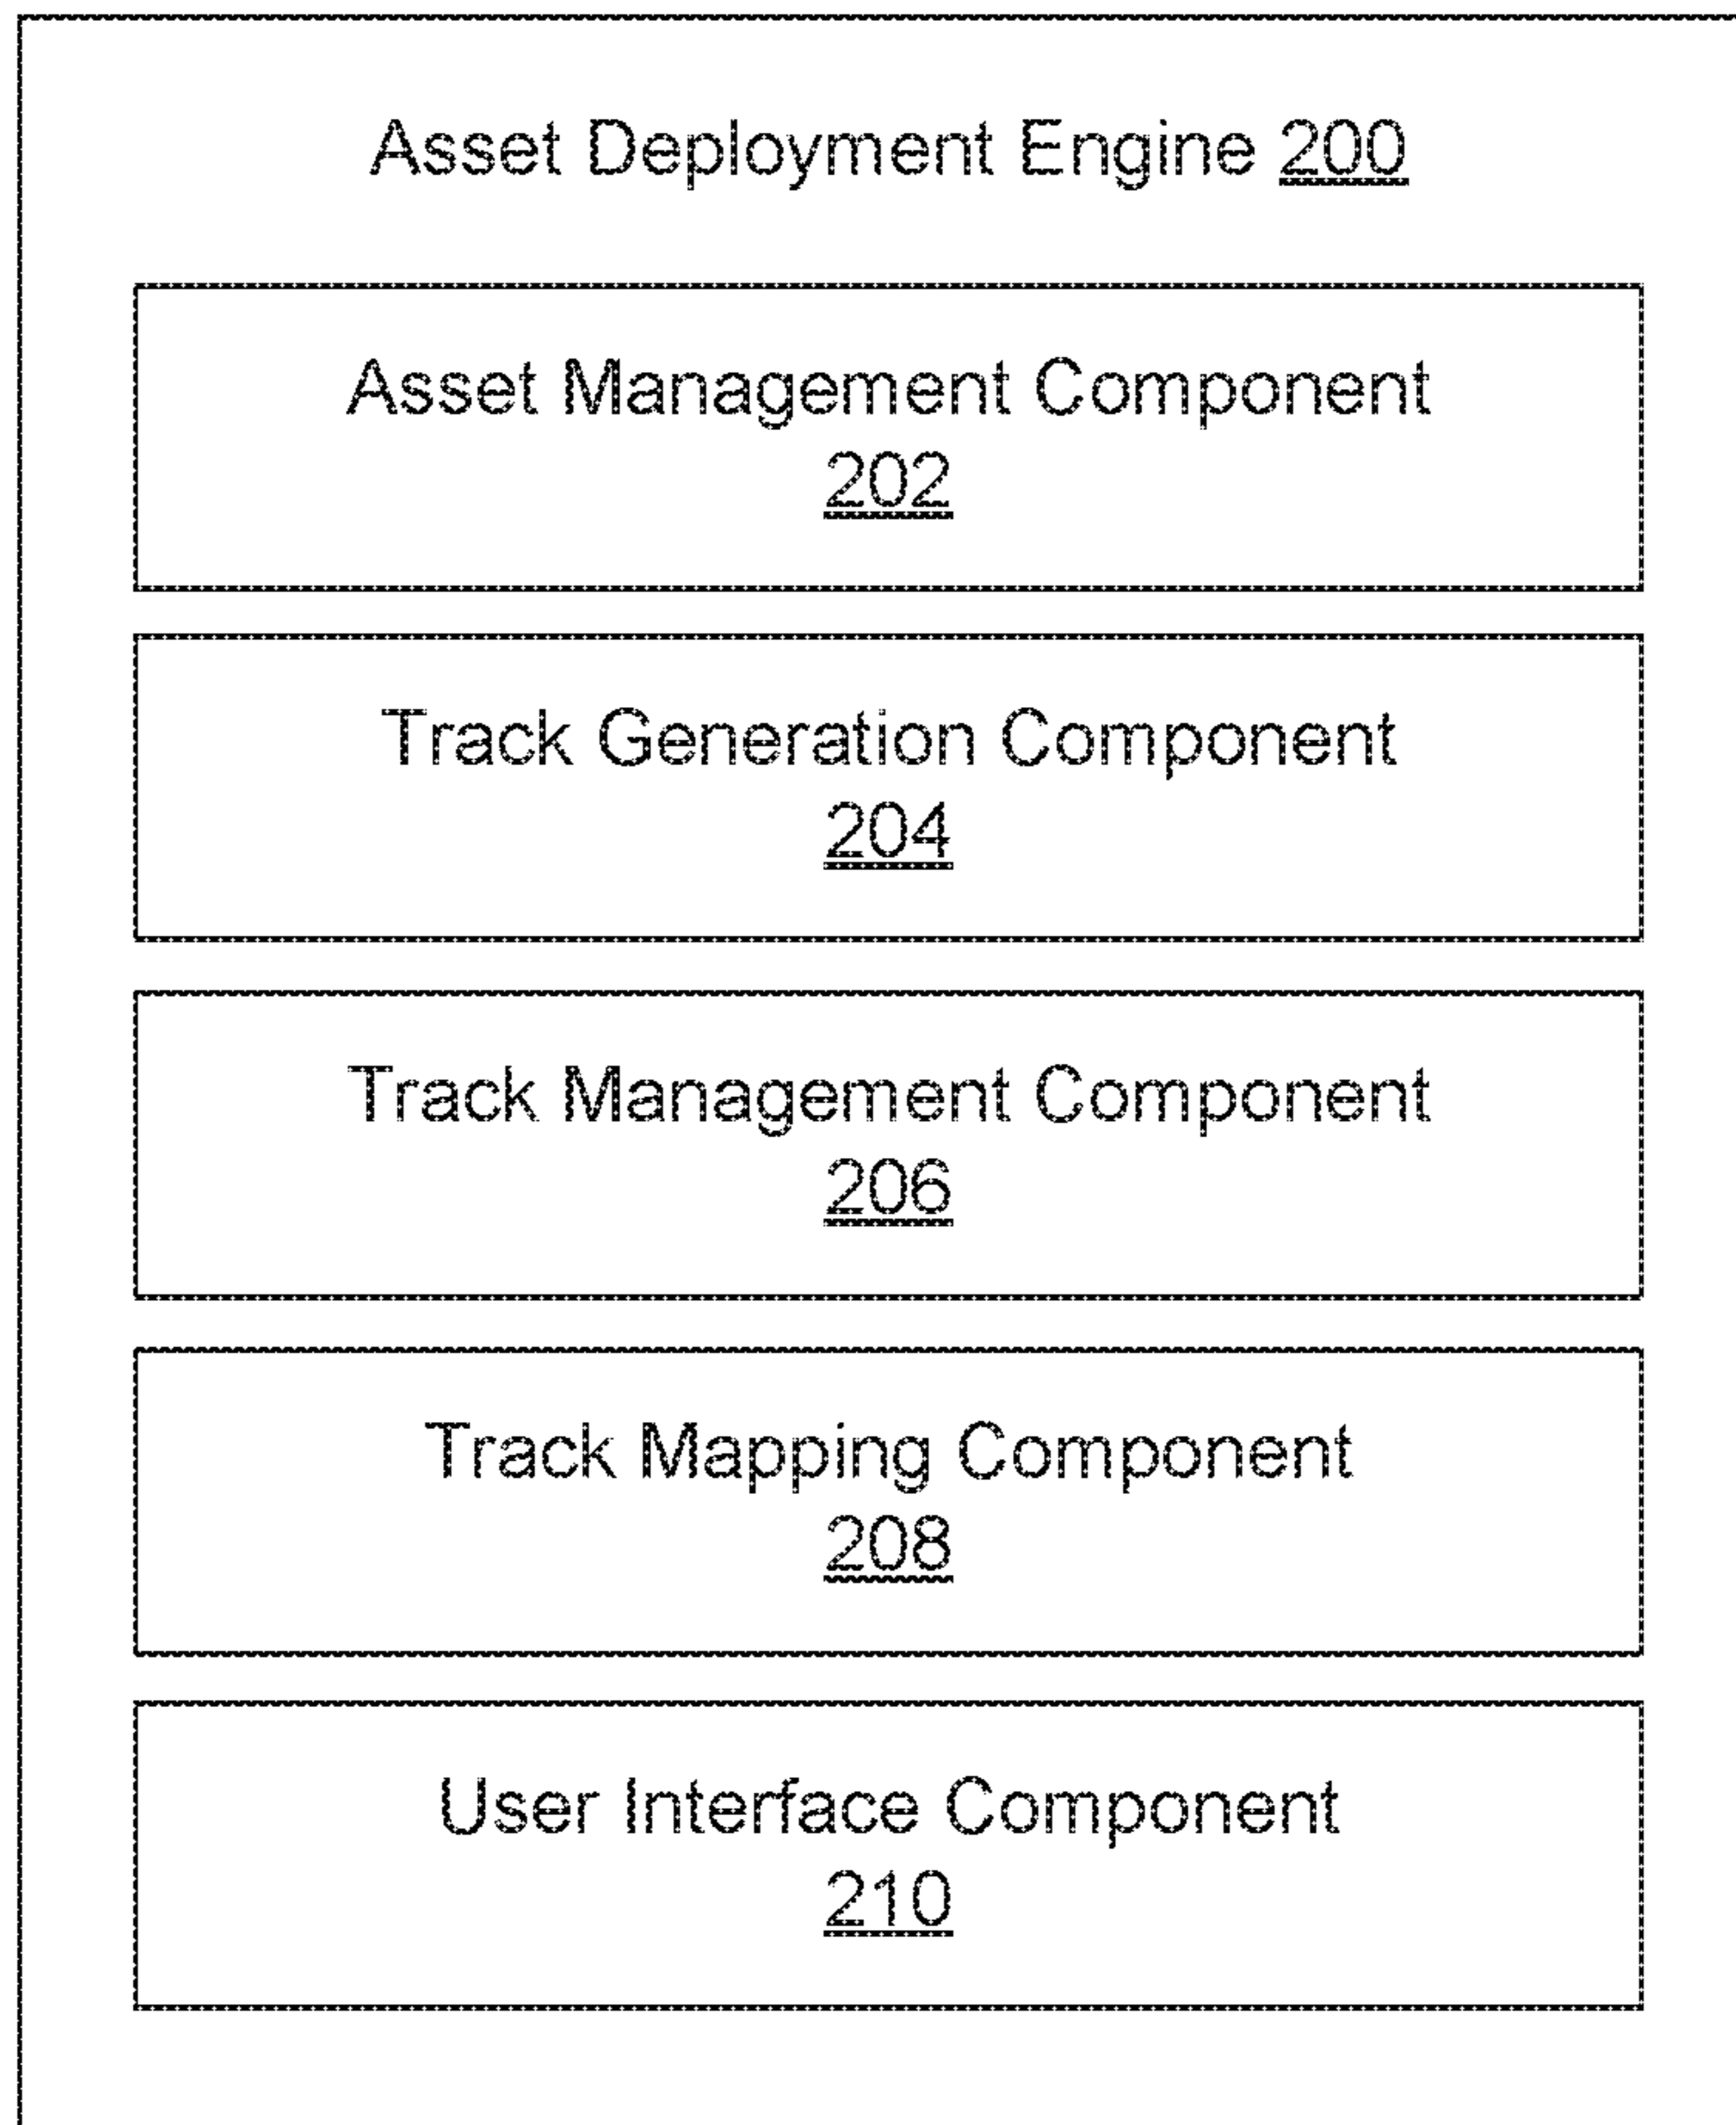 Asset Deployment Engine 200
Asset Management Component
202
Track Generation Component
204
Track Management Component
206
Track Mapping Component
208
User Interface Component
210